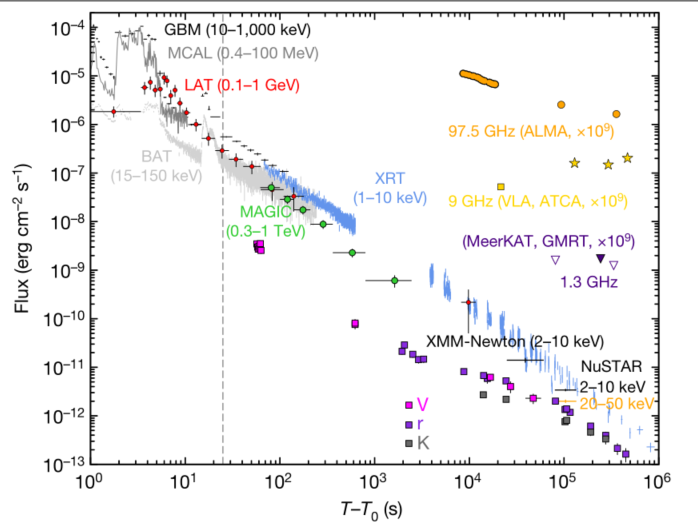 GBM (10–1,000 keV)
MCAL (0.4–100 MeV)
LAT (0.1–1 GeV)
BAT
(15–150 keV)
XRT
(1–10 keV)
MAGIC
(0.3–1 TeV)
97.5 GHz (ALMA, ×10⁹)
9 GHz (VLA, ATCA, ×10⁹)
(MeerKAT, GMRT, ×10⁹)
1.3 GHz
XMM-Newton (2–10 keV)
NuSTAR
2–10 keV
20–50 keV
V
r
K
Flux (erg cm⁻² s⁻¹)
10⁻⁴
10⁻⁵
10⁻⁶
10⁻⁷
10⁻⁸
10⁻⁹
10⁻¹⁰
10⁻¹¹
10⁻¹²
10⁻¹³
10⁰ 10¹ 10² 10³ 10⁴ 10⁵ 10⁶
T–T₀ (s)